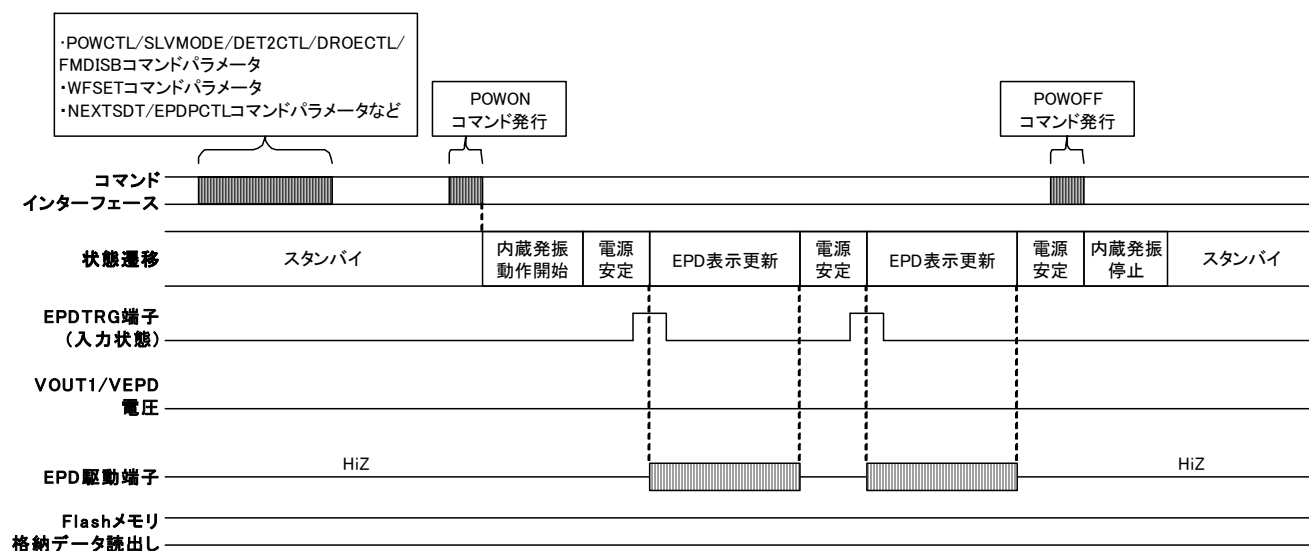 ・POWCTL/SLVMODE/DET2CTL/DROECTL/
FMDISBコマンドパラメータ
・WFSETコマンドパラメータ
・NEXTSDT/EPDPCTLコマンドパラメータなど
POWON
コマンド発行
POWOFF
コマンド発行
コマンド
インターフェース
状態遷移
スタンバイ
内蔵発振
動作開始
電源
安定
EPD表示更新
電源
安定
EPD表示更新
電源
安定
内蔵発振
停止
スタンバイ
EPDTRG端子
(入力状態)
VOUT1/VEPD
電圧
EPD駆動端子
HiZ
HiZ
Flashメモリ
格納データ読出し